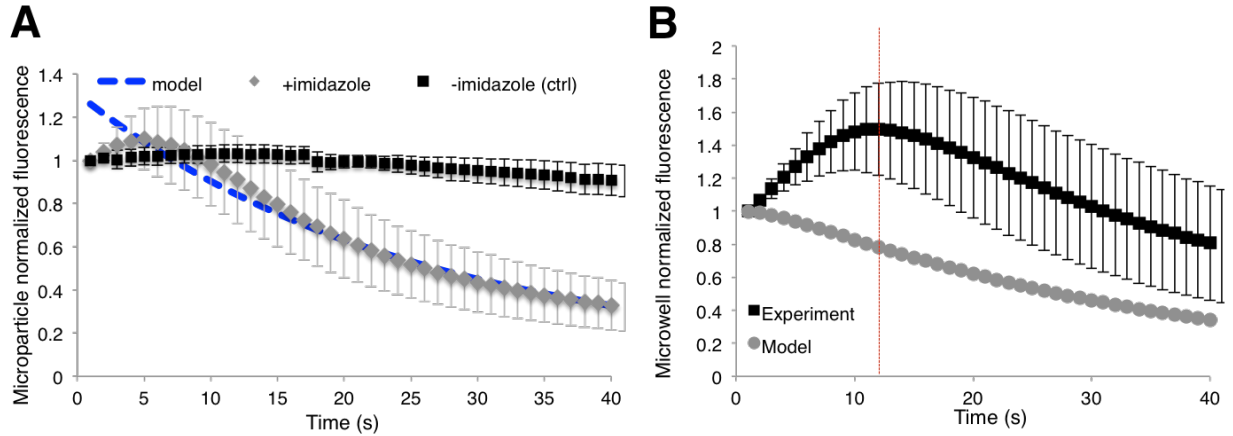 A
Microparticle normalized fluorescence
1.4
1.2
1
0.8
0.6
0.4
0.2
0
model
+imidazole
-imidazole (ctrl)
0 5 10 15 20 25 30 35 40
Time (s)
B
Microwell normalized fluorescence
2
1.8
1.6
1.4
1.2
1
0.8
0.6
0.4
0.2
0
Experiment
Model
0 10 20 30 40
Time (s)